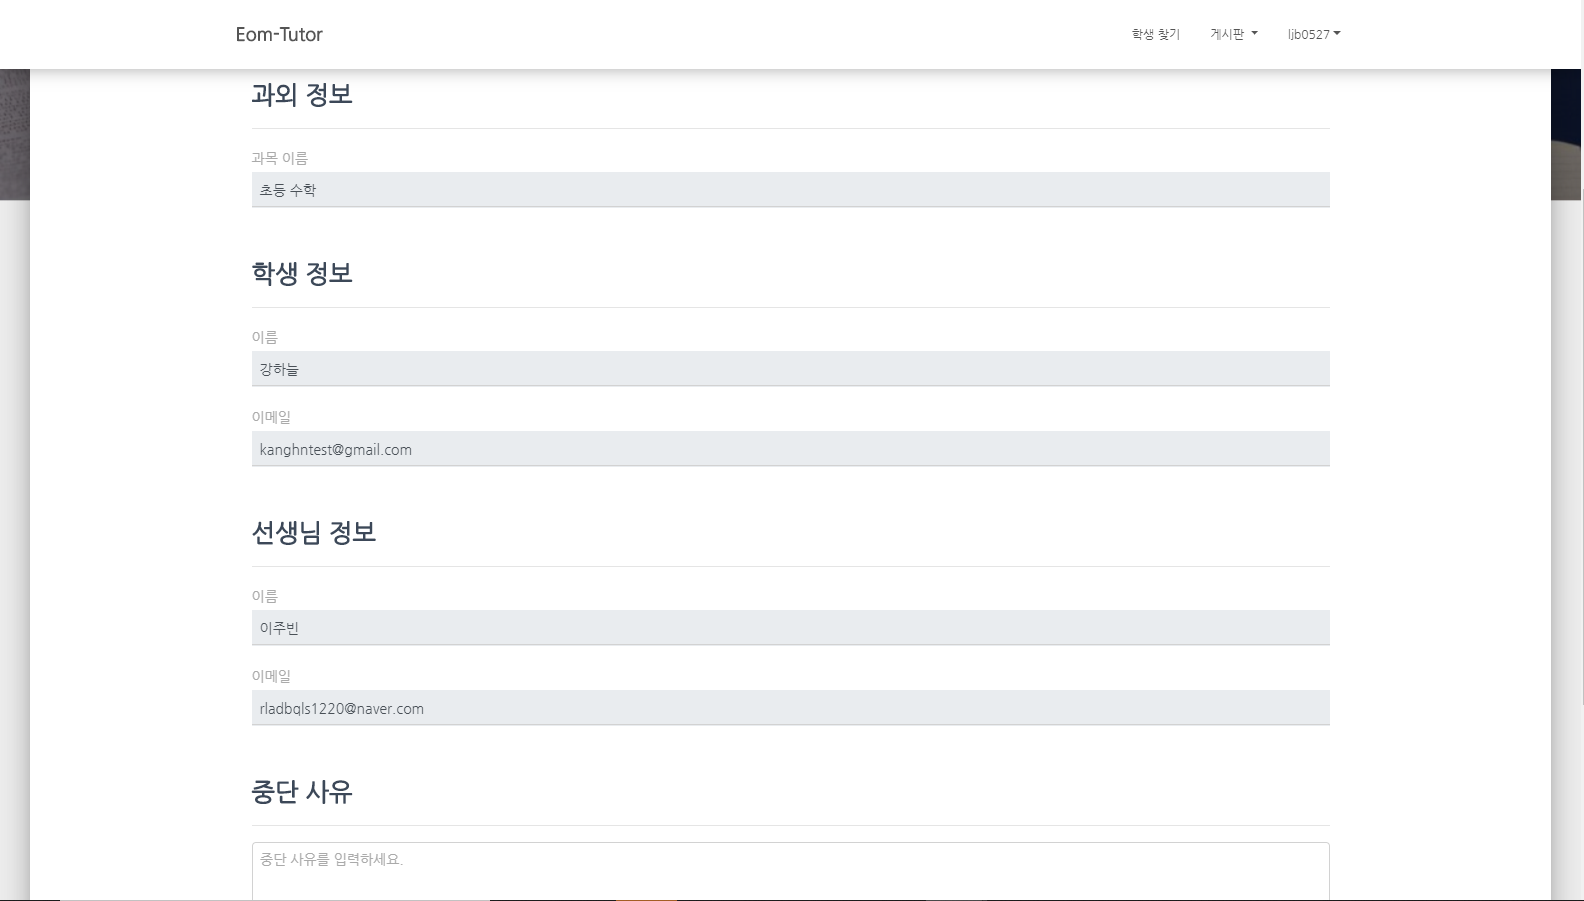 Eom-Tutor 학생 찾기 게시판 ljb0527
과외 정보
과목 이름
초등 수학
학생 정보
이름
강하늘
이메일
kanghntest@gmail.com
선생님 정보
이름
이주빈
이메일
rladbqls1220@naver.com
중단 사유
중단 사유를 입력하세요.